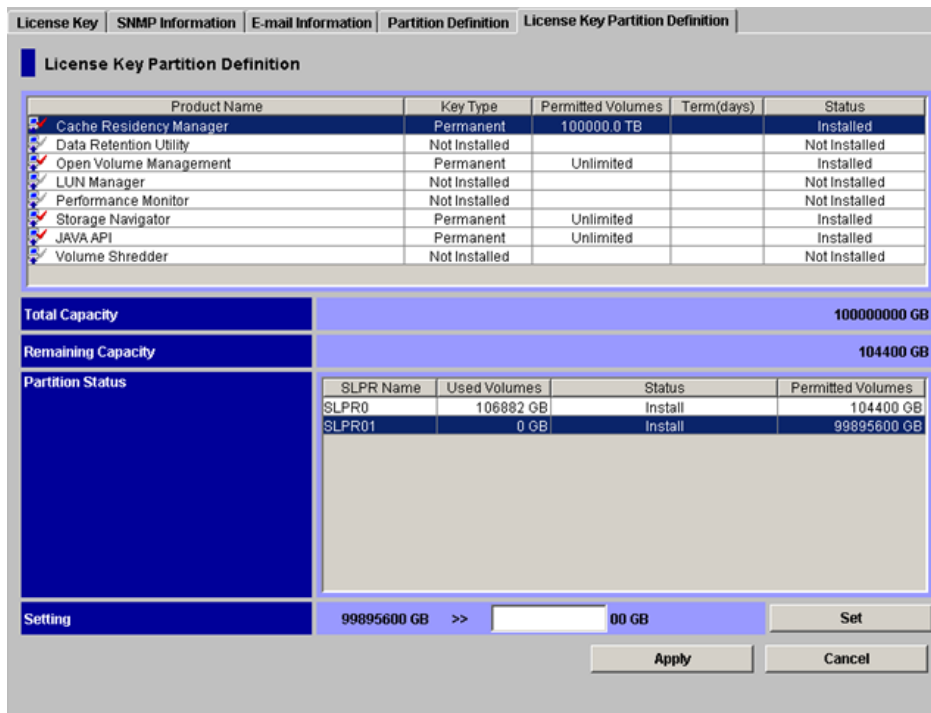 License Key SNMP Information E-mail Information Partition Definition License Key Partition Definition
License Key Partition Definition
Product Name Key Type Permitted Volumes Term(days) Status
Cache Residency Manager Permanent 100000.0 TB Installed
Data Retention Utility Not Installed Not Installed
Open Volume Management Permanent Unlimited Installed
LUN Manager Not Installed Not Installed
Performance Monitor Not Installed Not Installed
Storage Navigator Permanent Unlimited Installed
JAVA API Permanent Unlimited Installed
Volume Shredder Not Installed Not Installed
Total Capacity 100000000 GB
Remaining Capacity 104400 GB
Partition Status
SLPR Name Used Volumes Status Permitted Volumes
SLPR0 106882 GB Install 104400 GB
SLPR01 0 GB Install 99895600 GB
Setting 99895600 GB >> 00 GB Set
Apply Cancel